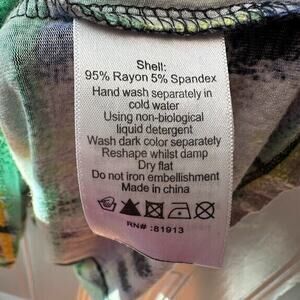 Shell:
95% Rayon 5% Spandex
Hand wash separately in
cold water
Using non-biological
liquid detergent
Wash dark color separately
Reshape whilst damp
Dry flat
Do not iron embellishment
Made in china
RN# :81913